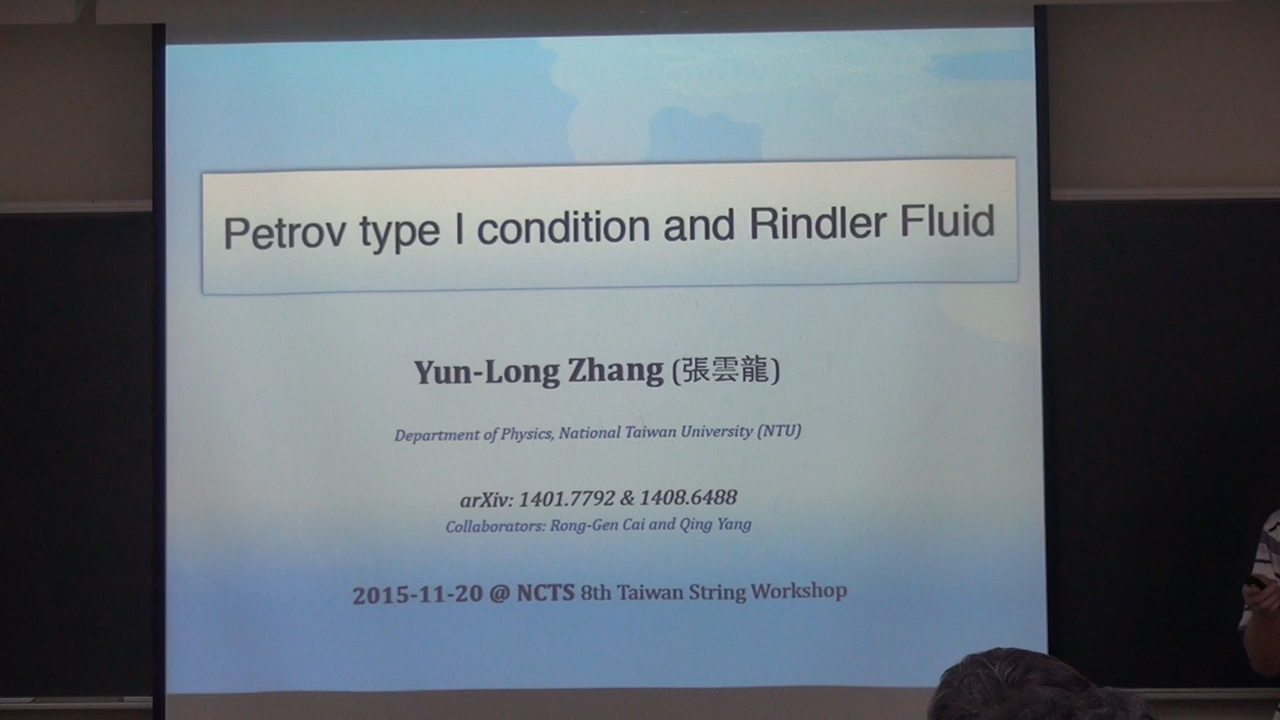 Petrov type I condition and Rindler Fluid
Yun-Long Zhang (張雲龍)
Department of Physics, National Taiwan University (NTU)
arXiv: 1401.7792 & 1408.6488
Collaborators: Rong-Gen Cai and Qing Yang
2015-11-20 @ NCTS 8th Taiwan String Workshop